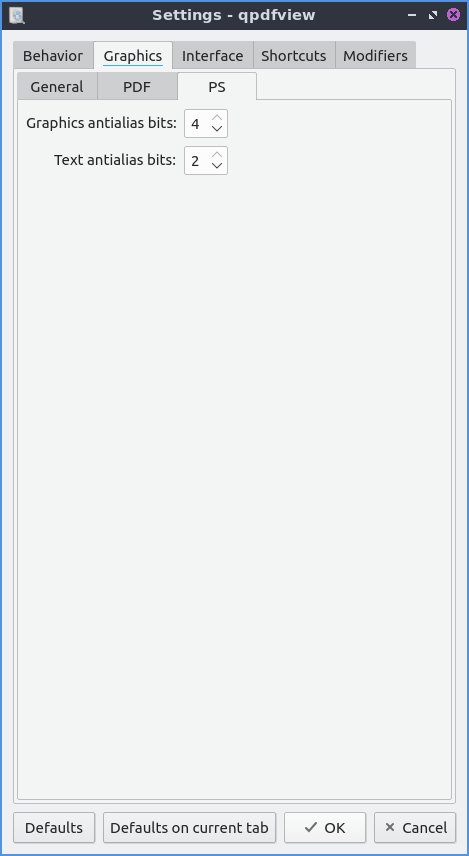 Settings - qpdfview
Behavior Graphics Interface Shortcuts Modifiers
General PDF PS
Graphics antialias bits: 4
Text antialias bits: 2
Defaults Defaults on current tab OK Cancel